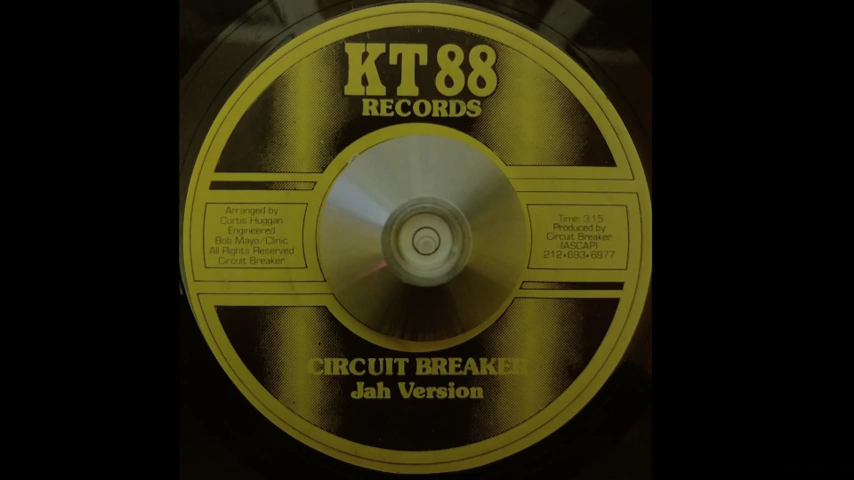 KT 88
RECORDS
Arranged by
Curtis Huggan
Engineered
Bob Mayo/Clinic
All Rights Reserved
Circuit Breaker
Time: 3:15
Produced by
Circuit Breaker
(ASCAP)
212•693•6977
CIRCUIT BREAKER
Jah Version